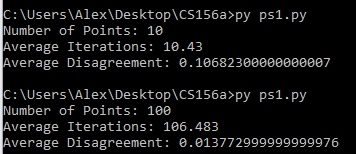 C:\Users\Alex\Desktop\CS156a>py ps1.py
Number of Points: 10
Average Iterations: 10.43
Average Disagreement: 0.10682300000000007
C:\Users\Alex\Desktop\CS156a>py ps1.py
Number of Points: 100
Average Iterations: 106.483
Average Disagreement: 0.013772999999999976